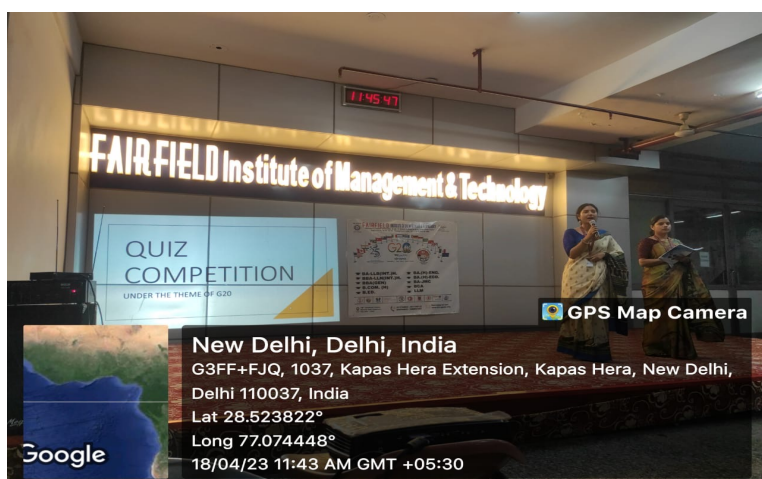 11 45 47
FAIRFIELD Institute of Management & Technology
QUIZ
COMPETITION
UNDER THE THEME OF G20
FAIRFIELD
G20
GPS Map Camera
New Delhi, Delhi, India
G3FF+FJQ, 1037, Kapas Hera Extension, Kapas Hera, New Delhi,
Delhi 110037, India
Lat 28.523822°
Long 77.074448°
18/04/23 11:43 AM GMT +05:30
Google